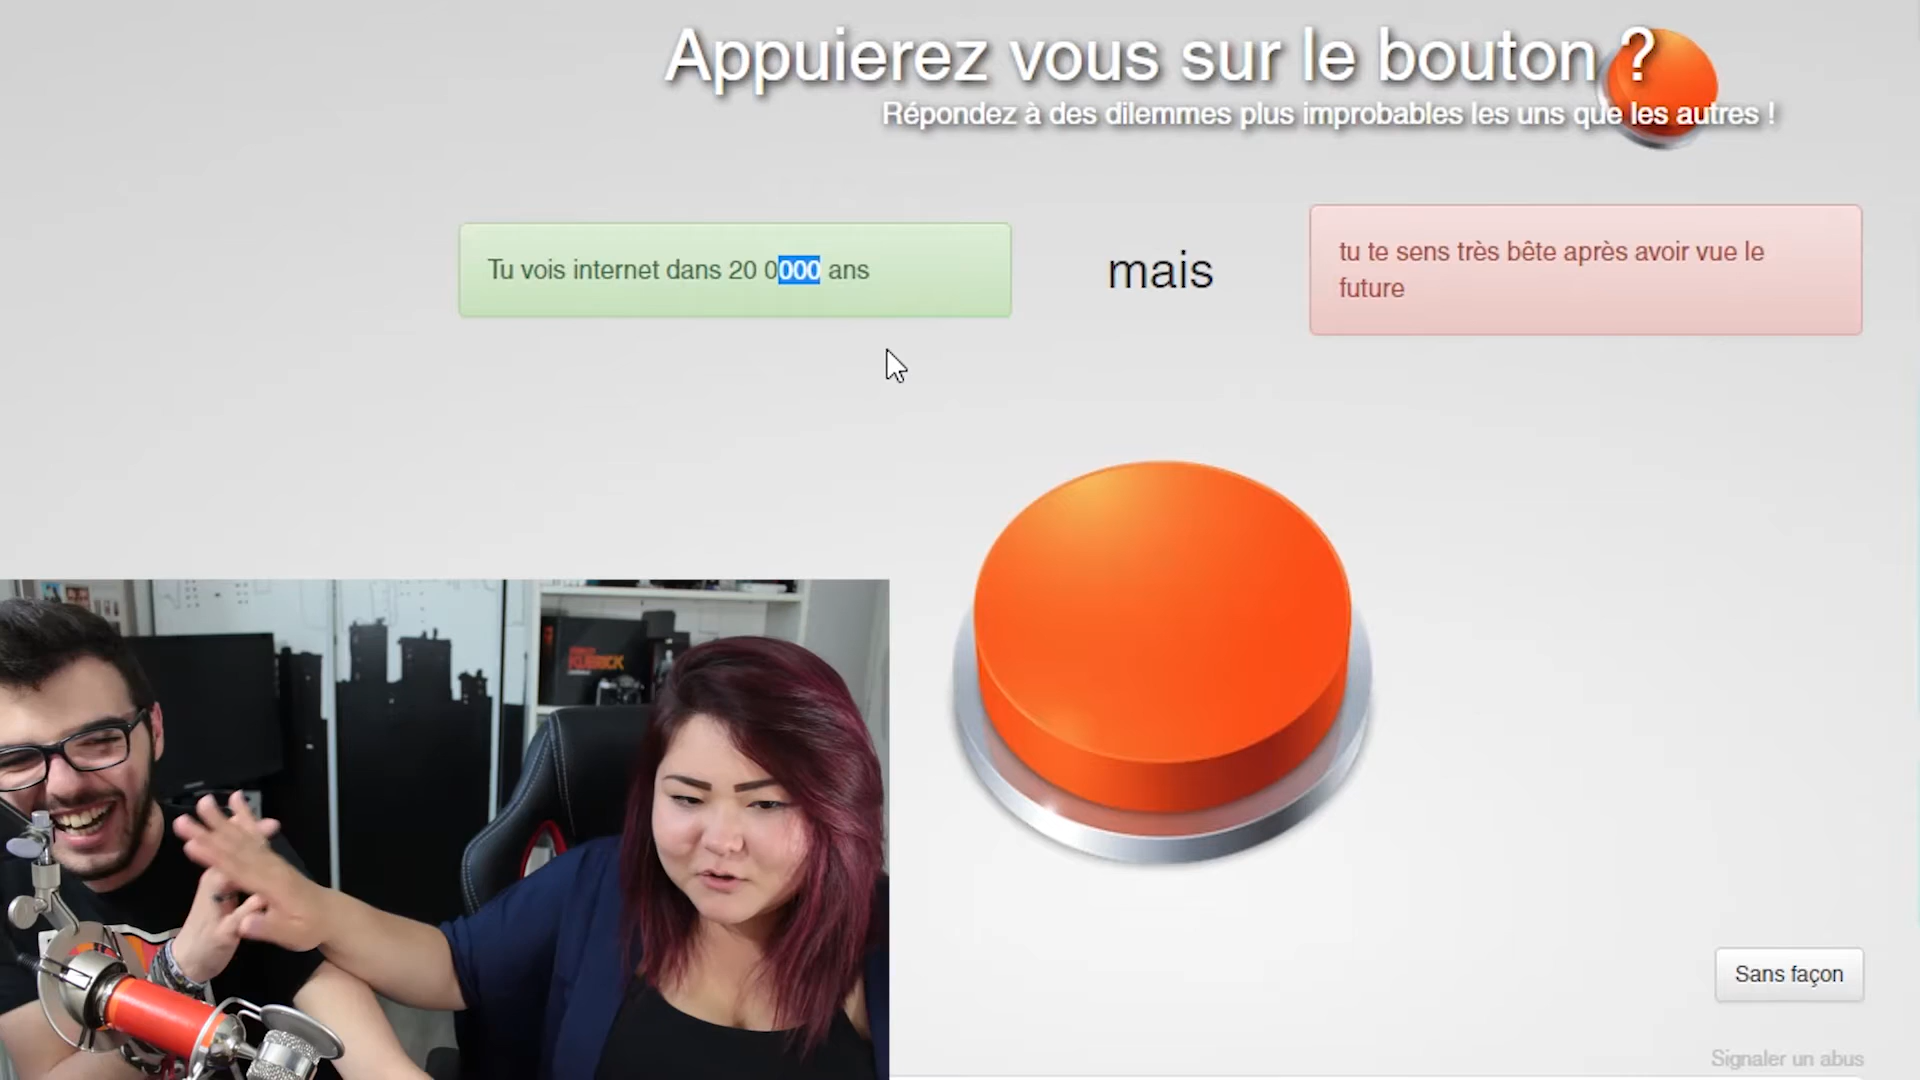 Appuierez vous sur le bouton ?
Répondez à des dilemmes plus improbables les uns que les autres !
Tu vois internet dans 20 0000 ans
mais
tu te sens très bête après avoir vue le
future
KUBRICK
Sans façon
Signaler un abus